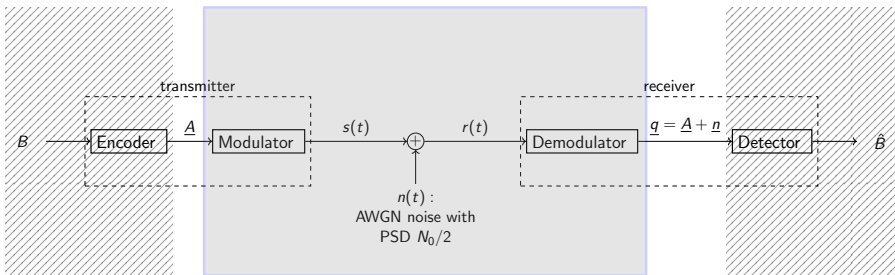 transmitter
receiver
B
Encoder
A
Modulator
s(t)
+
r(t)
Demodulator
q = A + n
Detector
B̂
n(t) :
AWGN noise with
PSD N₀/2